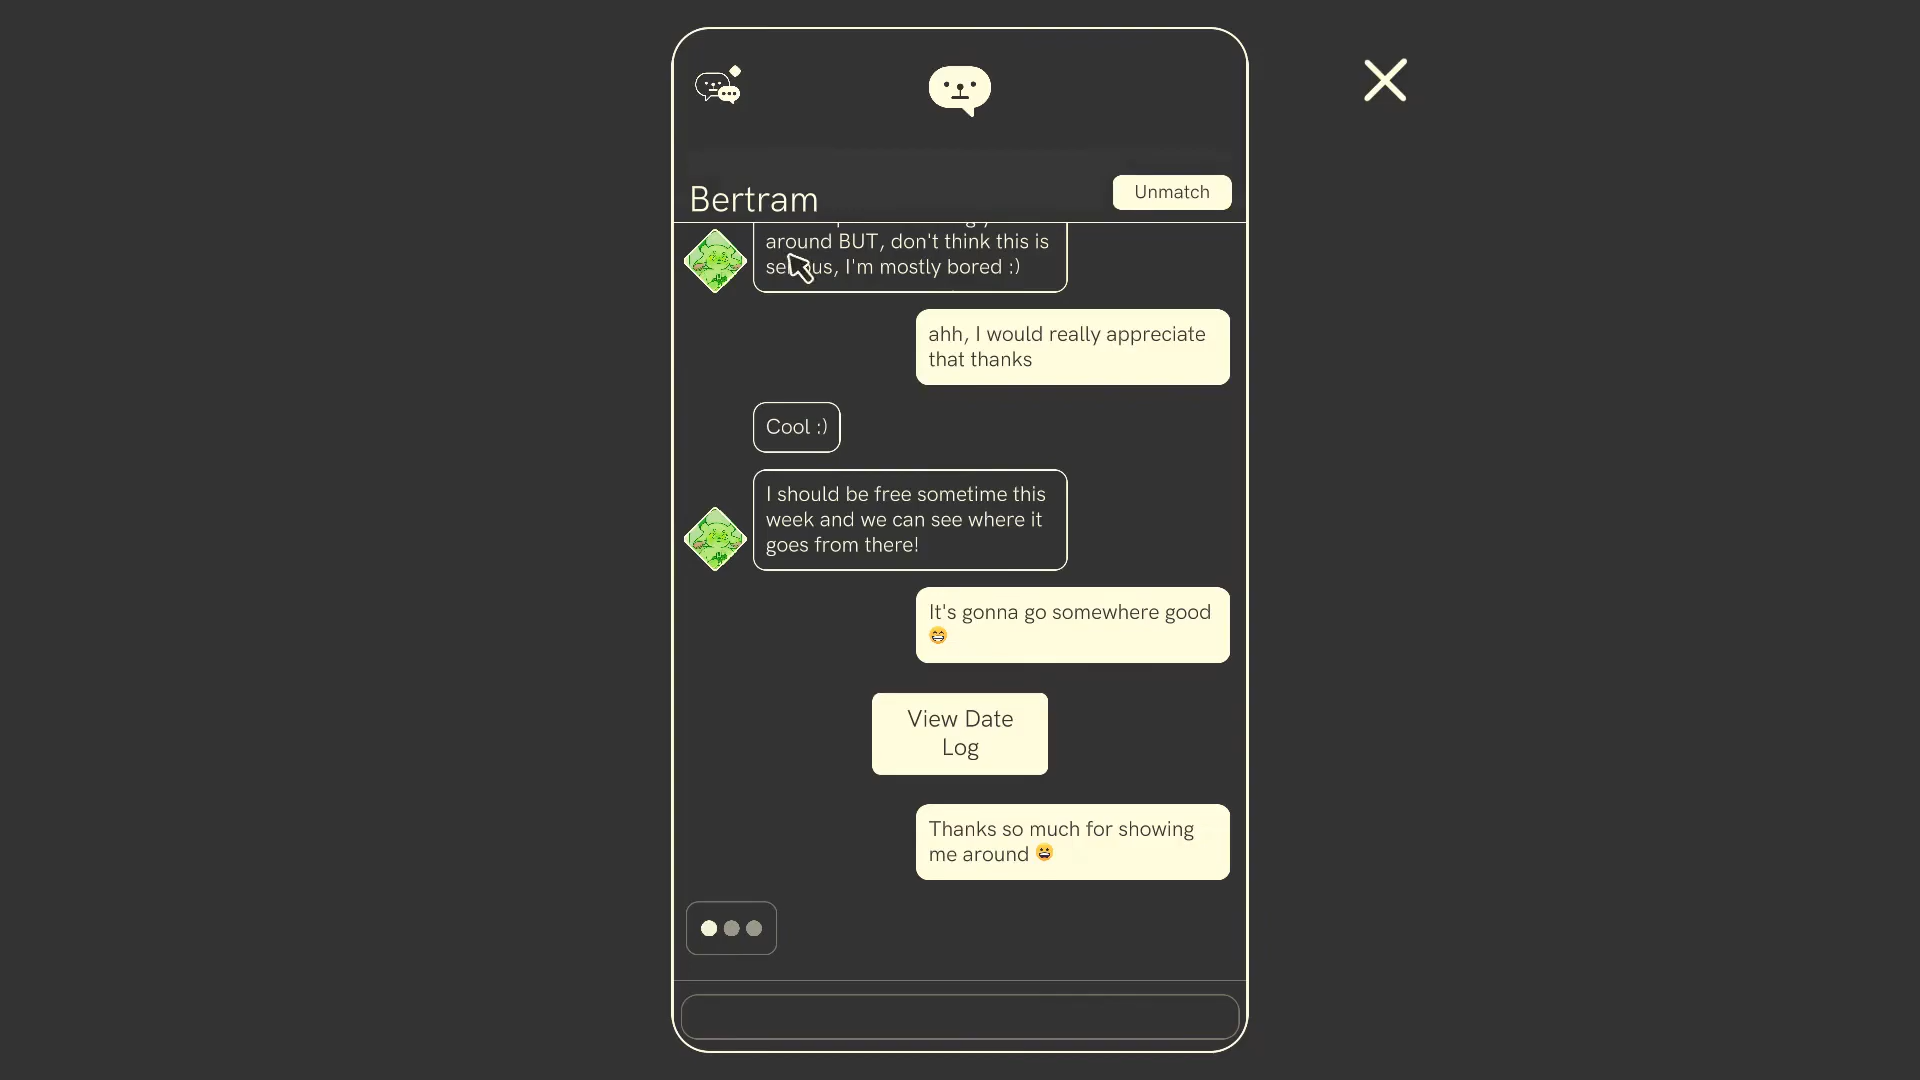 Bertram
Unmatch
around BUT, don't think this is
serious, I'm mostly bored :)
ahh, I would really appreciate
that thanks
Cool :)
I should be free sometime this
week and we can see where it
goes from there!
It's gonna go somewhere good
😁
View Date
Log
Thanks so much for showing
me around 😀